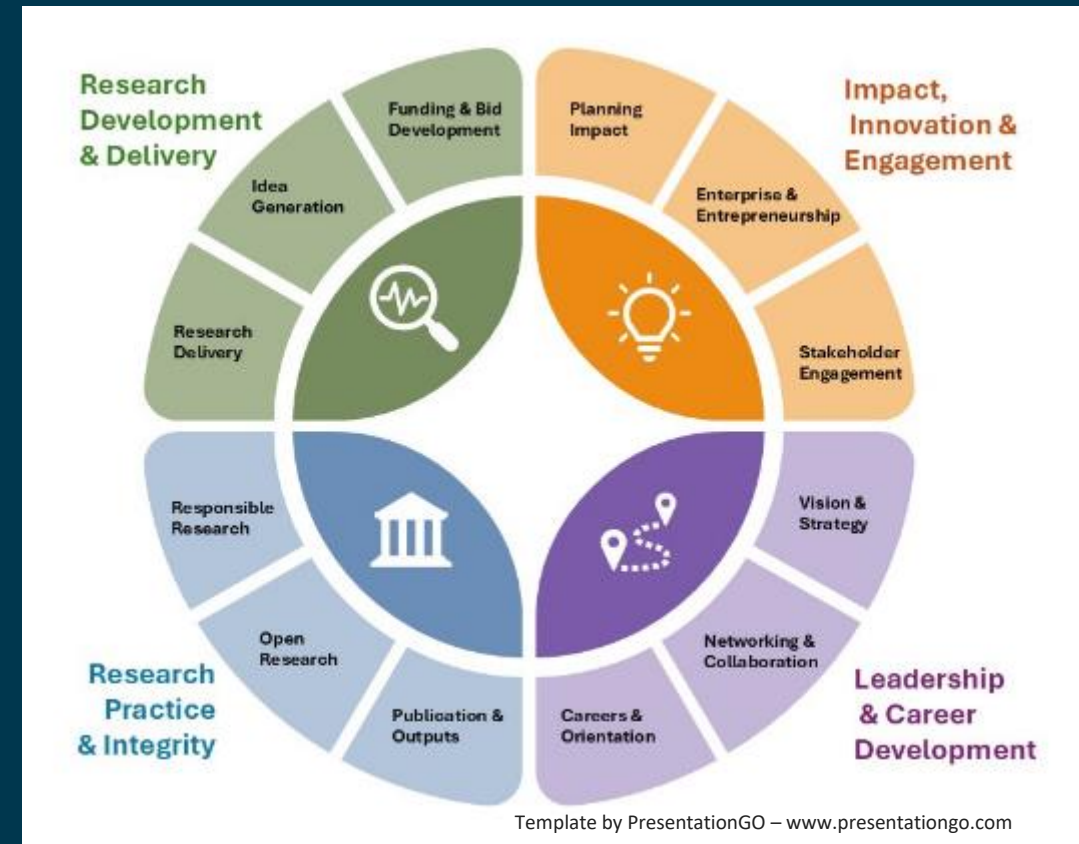 Research
Development
& Delivery
Funding & Bid
Development
Idea
Generation
Research
Delivery
Impact,
Innovation &
Engagement
Planning
Impact
Enterprise &
Entrepreneurship
Stakeholder
Engagement
Research
Practice
& Integrity
Responsible
Research
Open
Research
Publication &
Outputs
Leadership
& Career
Development
Vision &
Strategy
Networking &
Collaboration
Careers &
Orientation
Template by PresentationGO – www.presentationgo.com